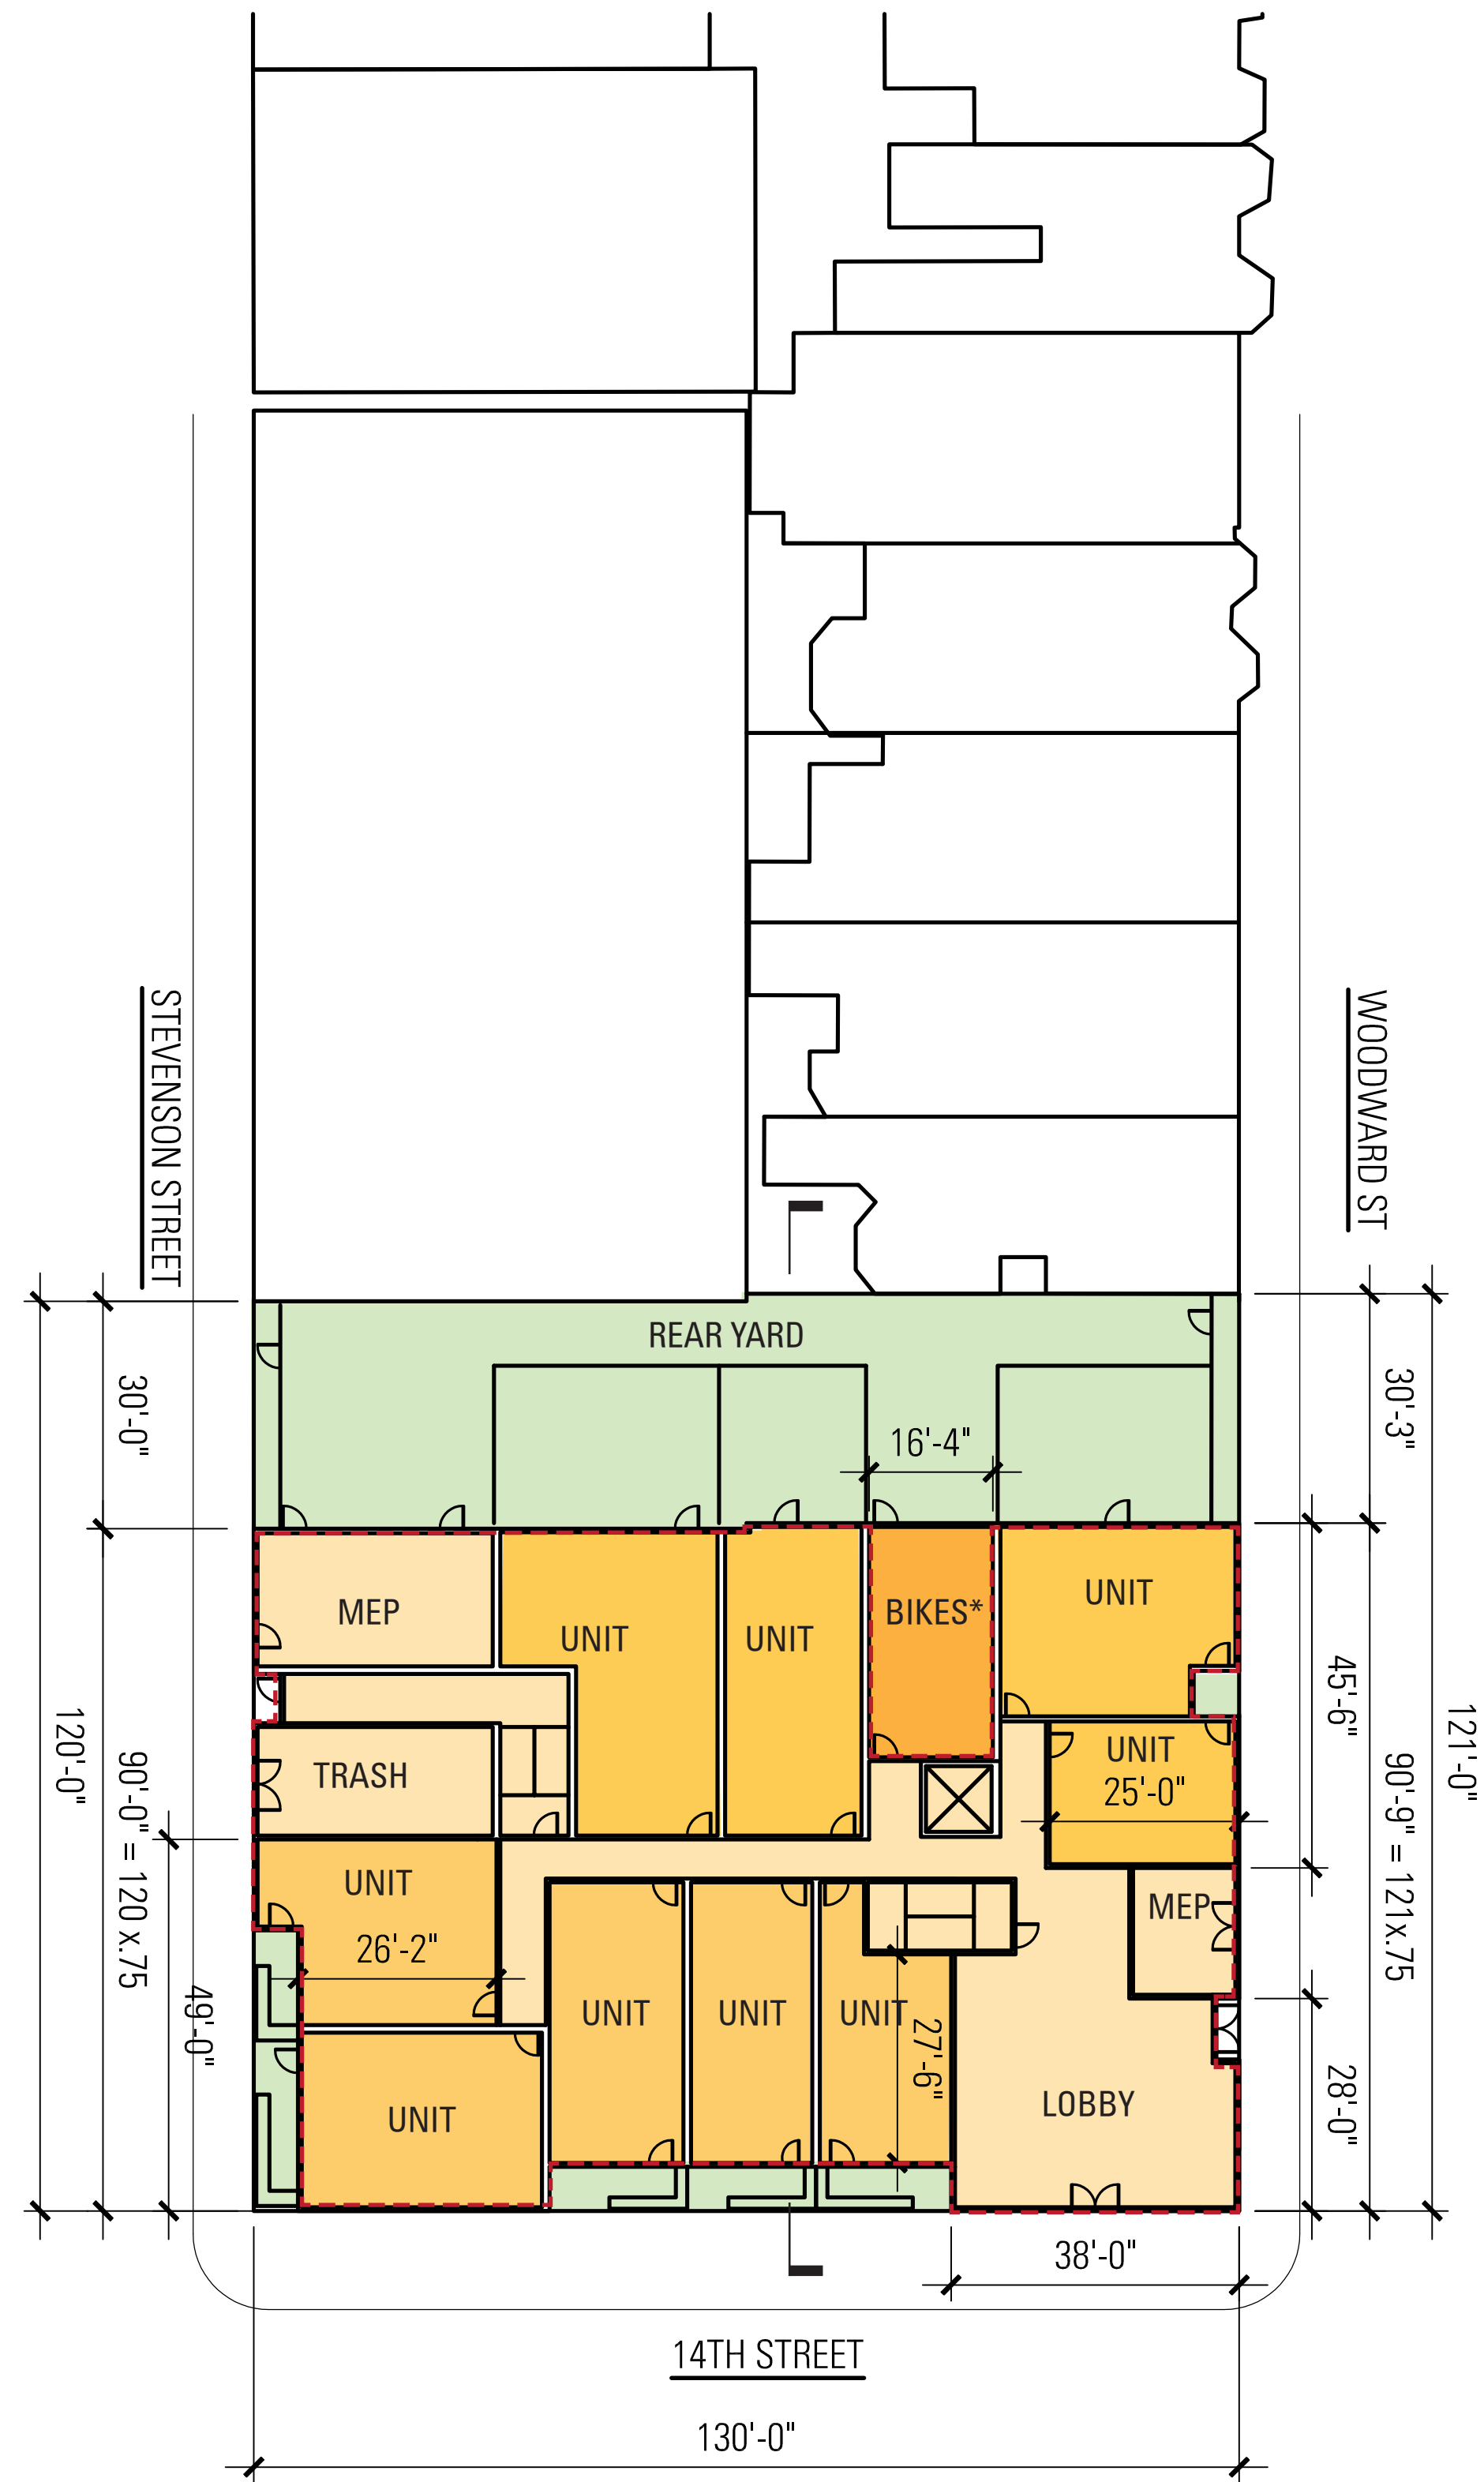 STEVENSON STREET
WOODWARD ST
REAR YARD
30'-0"
30'-3"
16'-4"
MEP
UNIT
UNIT
BIKES*
UNIT
45'-6"
120'-0"
90'-0" = 120 x.75
TRASH
UNIT
25'-0"
121'-0"
90'-9" = 121x.75
UNIT
26'-2"
MEP
49'-0"
UNIT
UNIT
UNIT
27'-6"
UNIT
LOBBY
28'-0"
38'-0"
14TH STREET
130'-0"